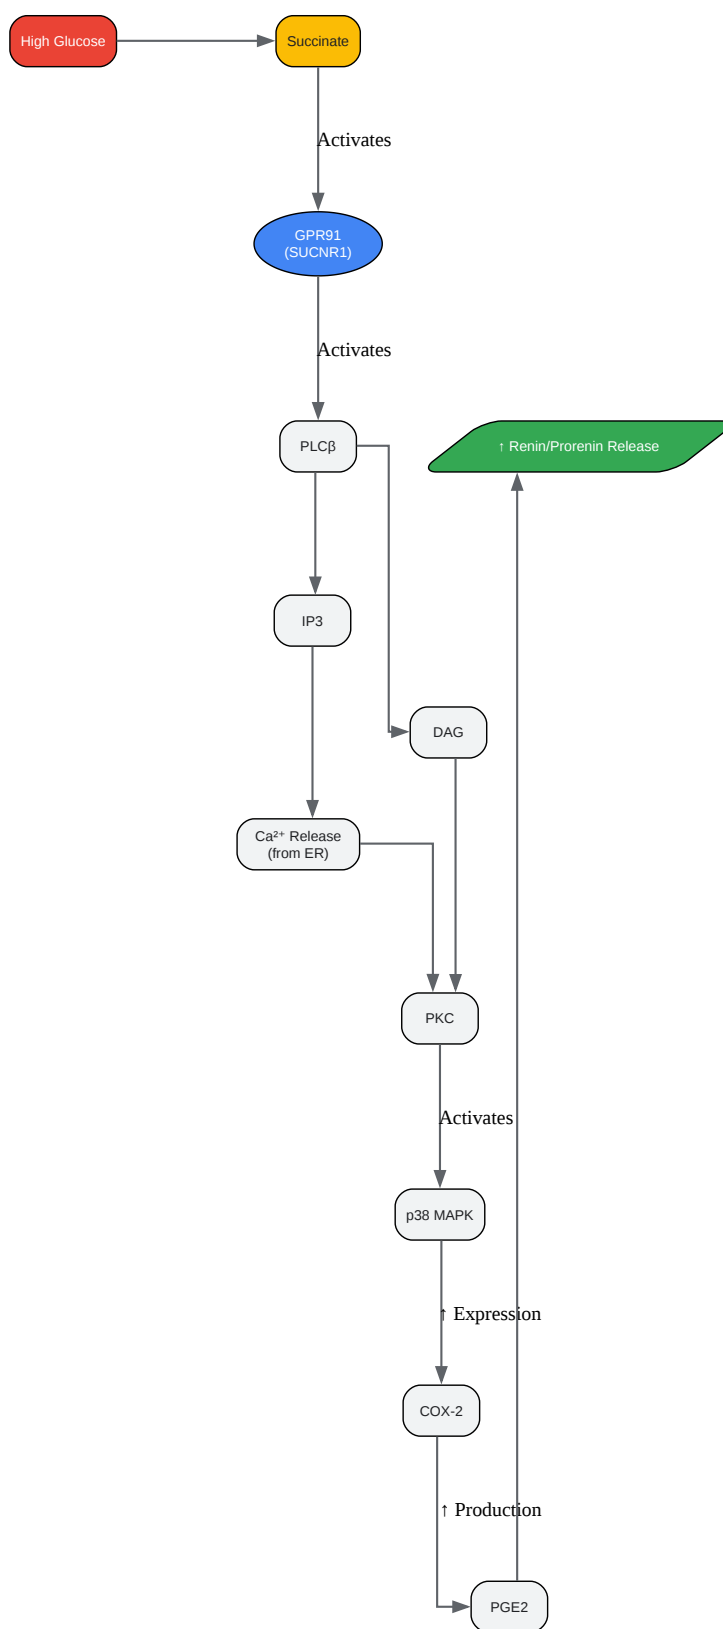 High Glucose
Succinate
Activates
GPR91
(SUCNR1)
Activates
PLCβ
↑ Renin/Prorenin Release
IP3
DAG
Ca²⁺ Release
(from ER)
PKC
Activates
p38 MAPK
↑ Expression
COX-2
↑ Production
PGE2